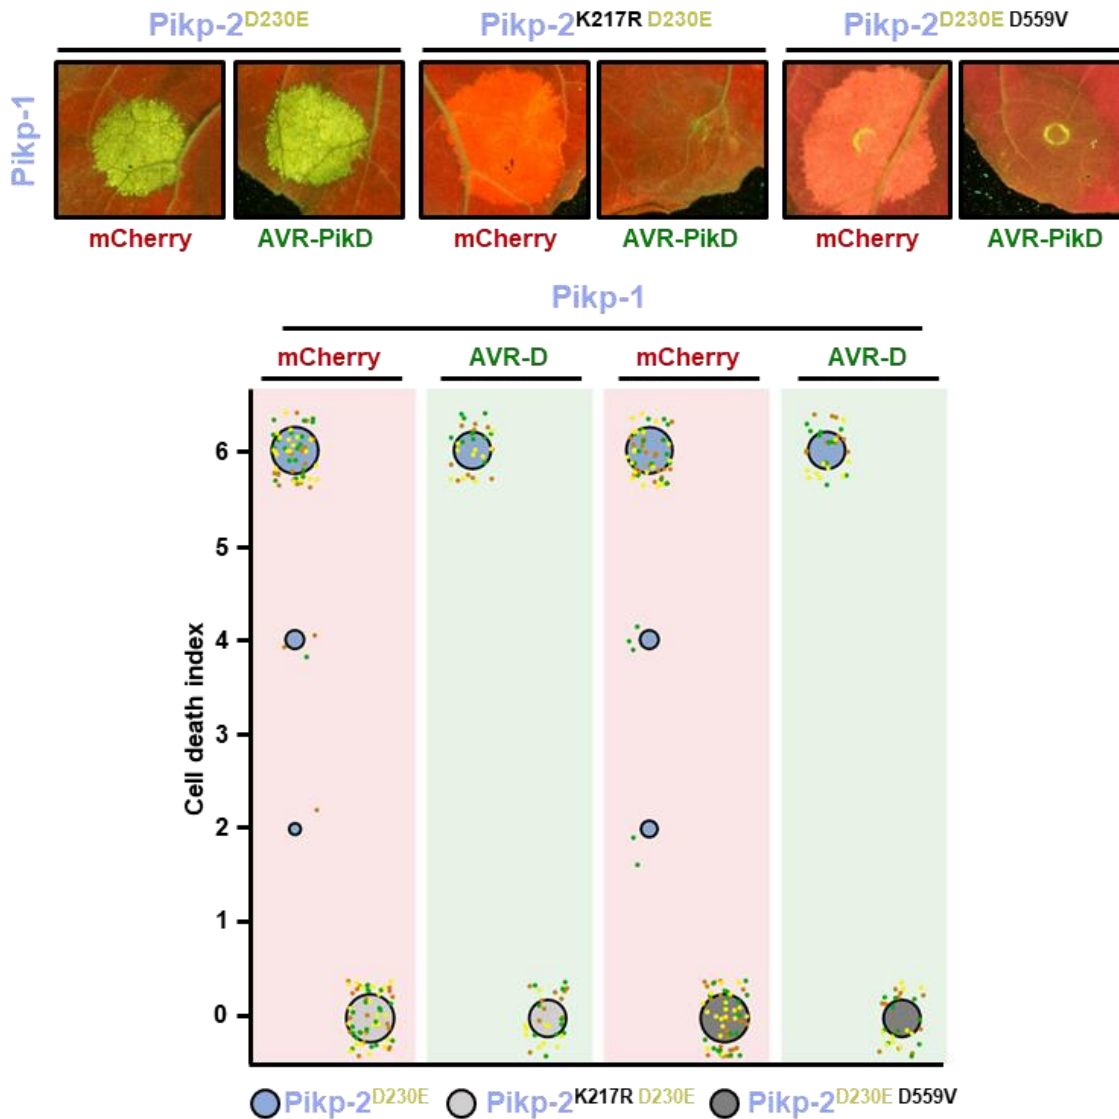 Pikp-2D230E Pikp-2K217R D230E Pikp-2D230E D559V
Pikp-1
mCherry AVR-PikD mCherry AVR-PikD mCherry AVR-PikD
Pikp-1
mCherry AVR-D mCherry AVR-D
Cell death index
6
5
4
3
2
1
0
Pikp-2D230E Pikp-2K217R D230E Pikp-2D230E D559V